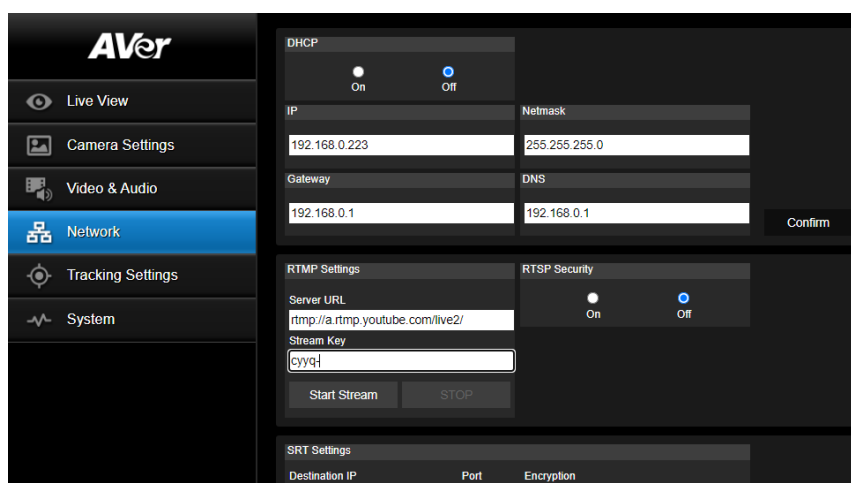 AVer
Live View
Camera Settings
Video & Audio
Network
Tracking Settings
System
DHCP
On Off
IP Netmask
192.168.0.223 255.255.255.0
Gateway DNS
192.168.0.1 192.168.0.1
Confirm
RTMP Settings RTSP Security
Server URL
On Off
rtmp://a.rtmp.youtube.com/live2/
Stream Key
cyyq-
Start Stream STOP
SRT Settings
Destination IP Port Encryption